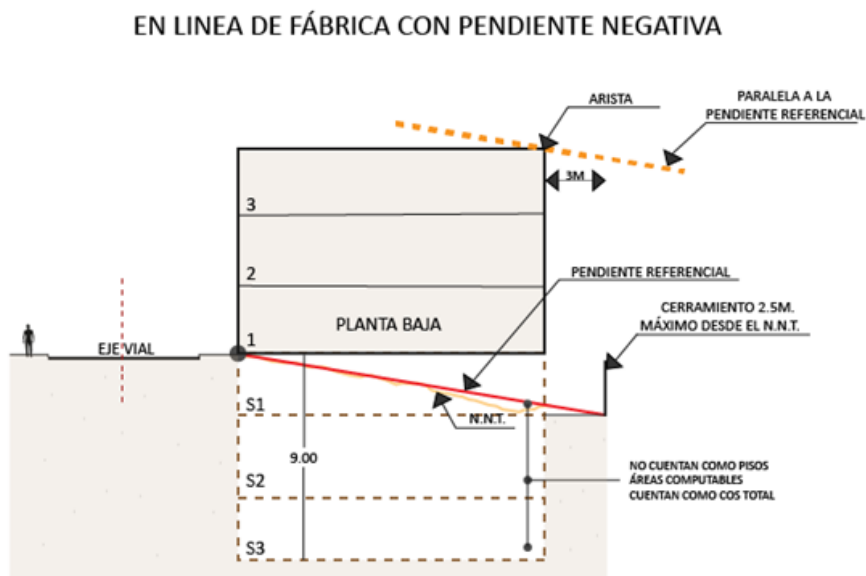 EN LINEA DE FÁBRICA CON PENDIENTE NEGATIVA
ARISTA
PARALELA A LA
PENDIENTE REFERENCIAL
3M
3
2
PENDIENTE REFERENCIAL
CERRAMIENTO 2.5M.
MÁXIMO DESDE EL N.N.T.
PLANTA BAJA
1
EJE VIAL
S1
N.N.T.
9.00
S2
NO CUENTAN COMO PISOS
ÁREAS COMPUTABLES
CUENTAN COMO COS TOTAL
S3